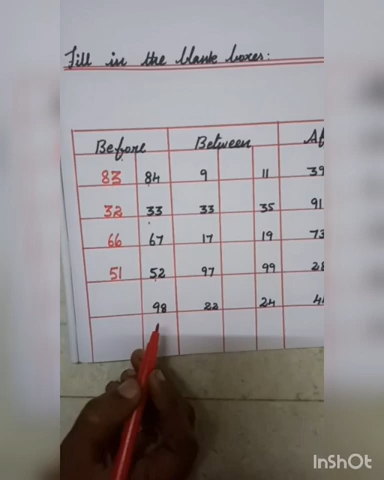 Fill in the blank boxes:
Before Between Af
83 84 9 11 39
32 33 33 35 91
66 67 17 19 73
51 52 97 99 28
98 22 24
InShOt